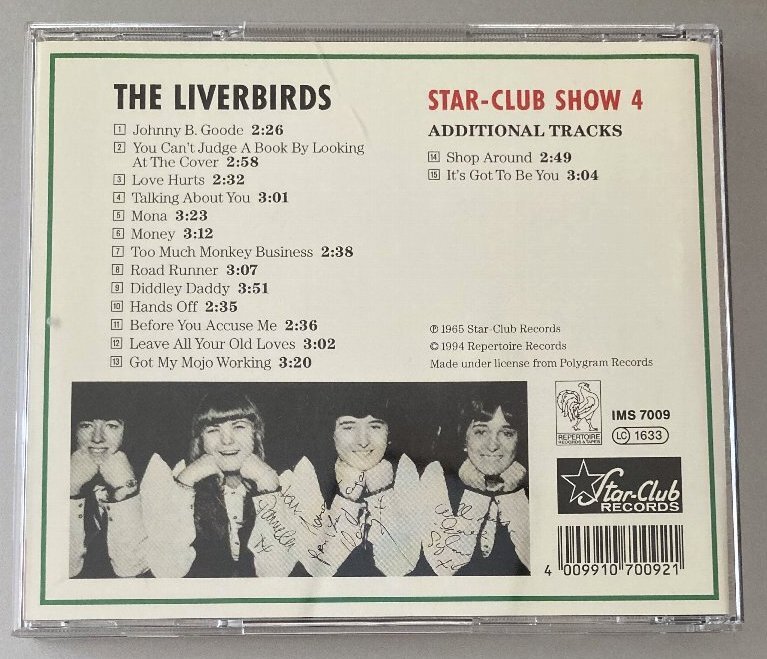 THE LIVERBIRDS
1 Johnny B. Goode 2:26
2 You Can't Judge A Book By Looking
At The Cover 2:58
3 Love Hurts 2:32
4 Talking About You 3:01
5 Mona 3:23
6 Money 3:12
7 Too Much Monkey Business 2:38
8 Road Runner 3:07
9 Diddley Daddy 3:51
10 Hands Off 2:35
11 Before You Accuse Me 2:36
12 Leave All Your Old Loves 3:02
13 Got My Mojo Working 3:20
STAR-CLUB SHOW 4
ADDITIONAL TRACKS
14 Shop Around 2:49
15 It's Got To Be You 3:04
℗ 1965 Star-Club Records
© 1994 Repertoire Records
Made under license from Polygram Records
REPERTOIRE
RECORDS & TAPES
IMS 7009
LC 1633
Star-Club
RECORDS
4 009910 700921